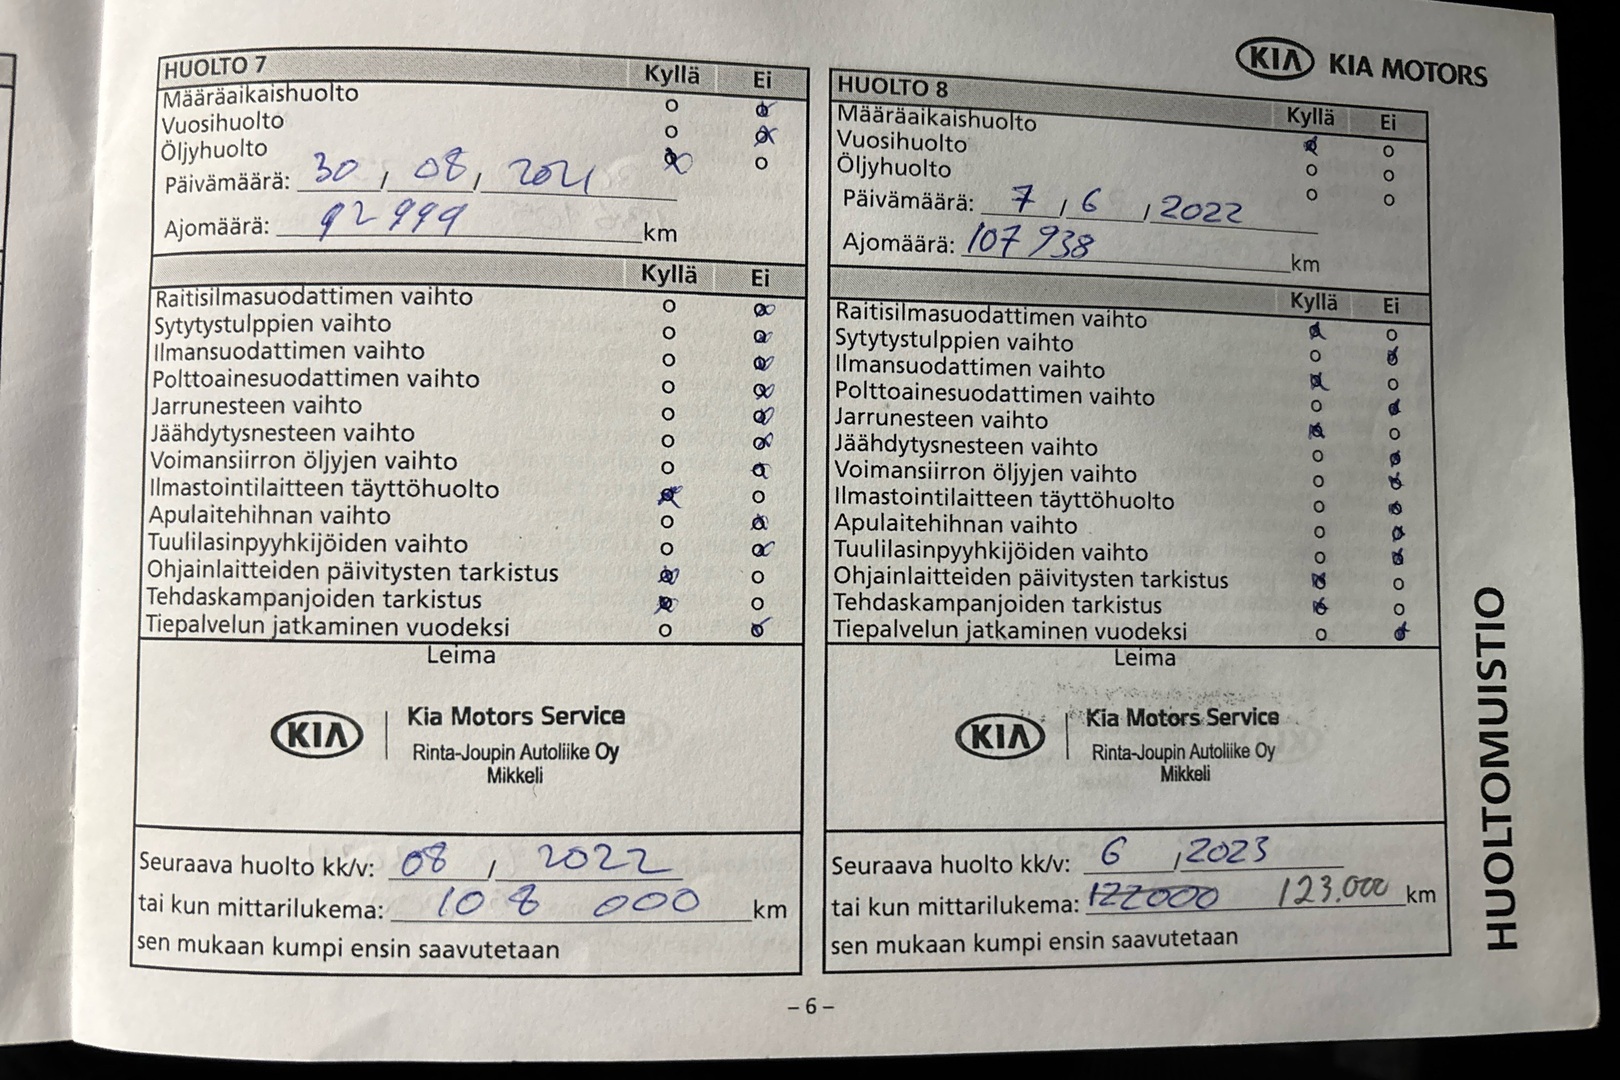 KIA KIA MOTORS
HUOLTO 7 Kyllä Ei
Määräaikaishuolto
Vuosihuolto
Öljyhuolto
Päivämäärä: 30, 08, 2021
Ajomäärä: 92 999 km
Kyllä Ei
Raitisilmasuodattimen vaihto
Sytytystulppien vaihto
Ilmansuodattimen vaihto
Polttoainesuodattimen vaihto
Jarrunesteen vaihto
Jäähdytysnesteen vaihto
Voimansiirron öljyjen vaihto
Ilmastointilaitteen täyttöhuolto
Apulaitehihnan vaihto
Tuulilasinpyyhkijöiden vaihto
Ohjainlaitteiden päivitysten tarkistus
Tehdaskampanjoiden tarkistus
Tiepalvelun jatkaminen vuodeksi
Leima
KIA Kia Motors Service
Rinta-Joupin Autoliike Oy
Mikkeli
Seuraava huolto kk/v: 08, 2022
tai kun mittarilukema: 108 000 km
sen mukaan kumpi ensin saavutetaan
HUOLTO 8 Kyllä Ei
Määräaikaishuolto
Vuosihuolto
Öljyhuolto
Päivämäärä: 7, 6, 2022
Ajomäärä: 107 938 km
Kyllä Ei
Raitisilmasuodattimen vaihto
Sytytystulppien vaihto
Ilmansuodattimen vaihto
Polttoainesuodattimen vaihto
Jarrunesteen vaihto
Jäähdytysnesteen vaihto
Voimansiirron öljyjen vaihto
Ilmastointilaitteen täyttöhuolto
Apulaitehihnan vaihto
Tuulilasinpyyhkijöiden vaihto
Ohjainlaitteiden päivitysten tarkistus
Tehdaskampanjoiden tarkistus
Tiepalvelun jatkaminen vuodeksi
Leima
KIA Kia Motors Service
Rinta-Joupin Autoliike Oy
Mikkeli
Seuraava huolto kk/v: 6, 2023
tai kun mittarilukema: 122000 123.000 km
sen mukaan kumpi ensin saavutetaan
HUOLTOMUISTIO
– 6 –